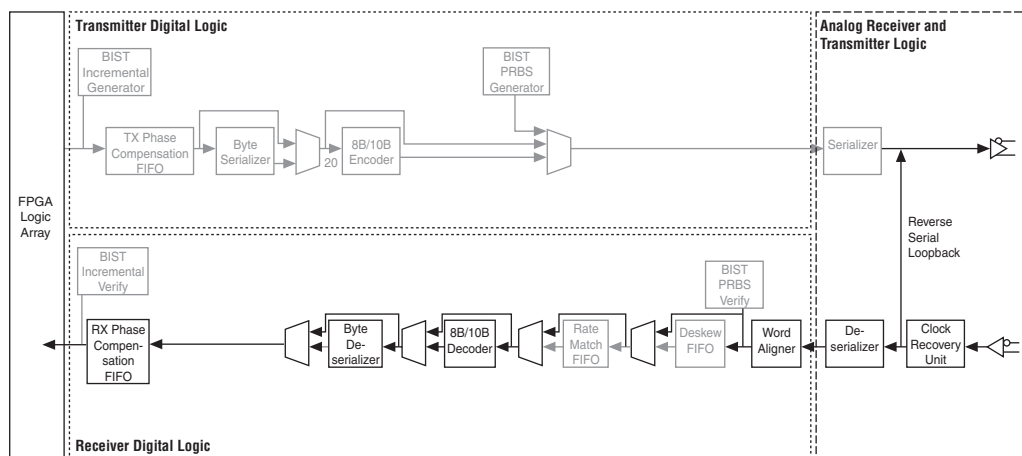 Transmitter Digital Logic
Analog Receiver and
Transmitter Logic
BIST
Incremental
Generator
BIST
PRBS
Generator
TX Phase
Compensation
FIFO
Byte
Serializer
20
8B/10B
Encoder
Serializer
FPGA
Logic
Array
Reverse
Serial
Loopback
BIST
Incremental
Verify
BIST
PRBS
Verify
RX Phase
Compen-
sation
FIFO
Byte
De-
serializer
8B/10B
Decoder
Rate
Match
FIFO
Deskew
FIFO
Word
Aligner
De-
serializer
Clock
Recovery
Unit
Receiver Digital Logic